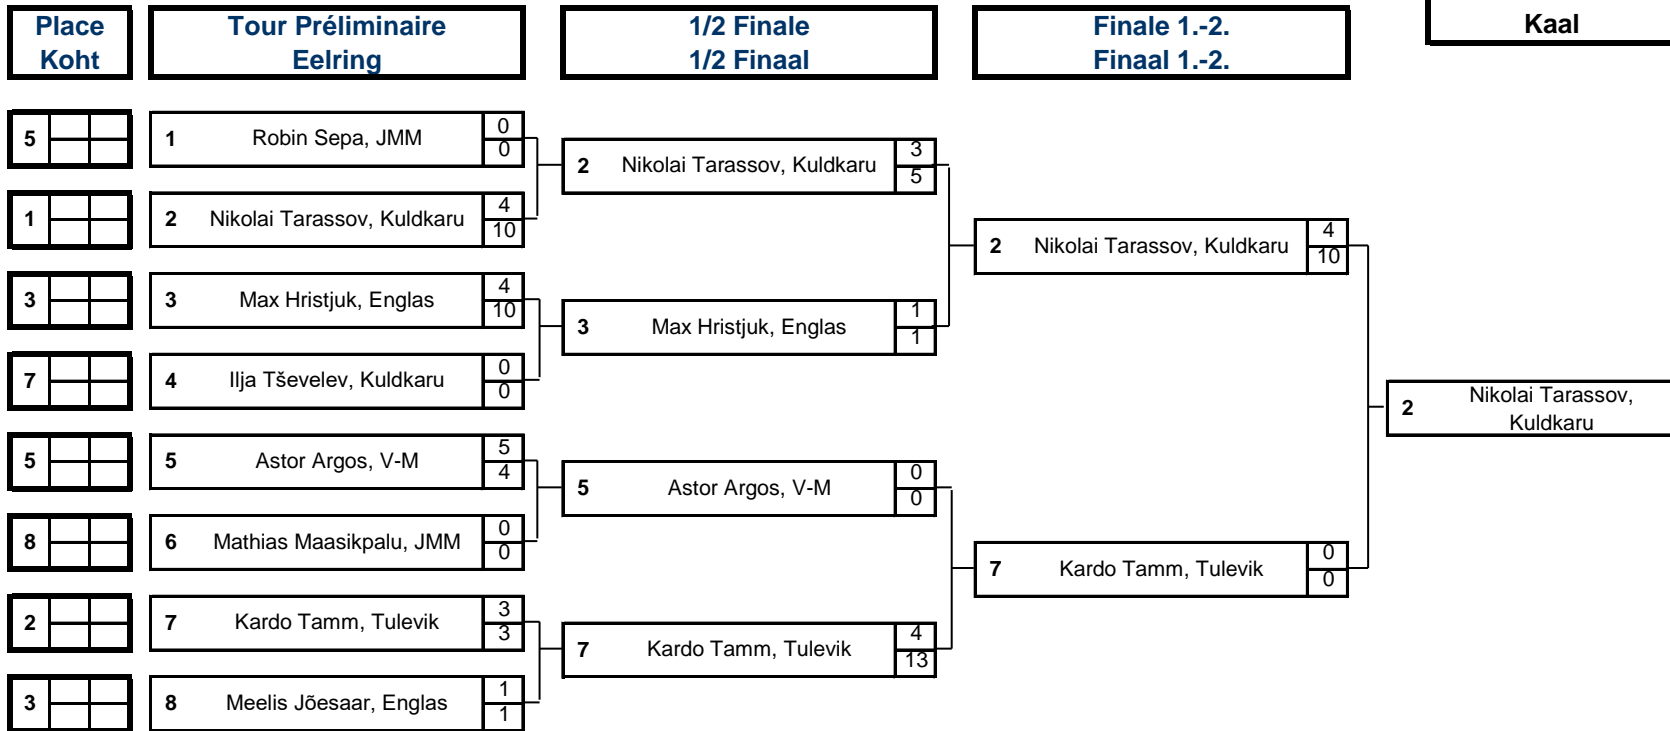 Place
Koht
Tour Préliminaire
Eelring
1/2 Finale
1/2 Finaal
Finale 1.-2.
Finaal 1.-2.
Kaal
5
1 Robin Sepa, JMM 0
0
1
2 Nikolai Tarassov, Kuldkaru 4
10
3
3 Max Hristjuk, Englas 4
10
7
4 Ilja Tševelev, Kuldkaru 0
0
5
5 Astor Argos, V-M 5
4
8
6 Mathias Maasikpalu, JMM 0
0
2
7 Kardo Tamm, Tulevik 3
3
3
8 Meelis Jõesaar, Englas 1
1
2 Nikolai Tarassov, Kuldkaru 3
5
3 Max Hristjuk, Englas 1
1
5 Astor Argos, V-M 0
0
7 Kardo Tamm, Tulevik 4
13
2 Nikolai Tarassov, Kuldkaru 4
10
7 Kardo Tamm, Tulevik 0
0
2 Nikolai Tarassov,
Kuldkaru